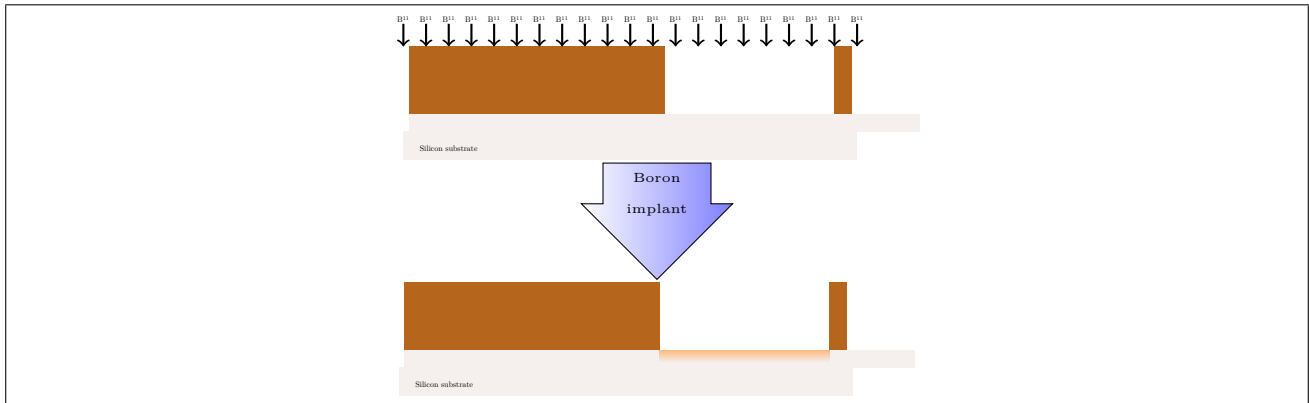 B¹¹ B¹¹ B¹¹ B¹¹ B¹¹ B¹¹ B¹¹ B¹¹ B¹¹ B¹¹ B¹¹ B¹¹ B¹¹ B¹¹ B¹¹ B¹¹ B¹¹ B¹¹ B¹¹ B¹¹ B¹¹
Silicon substrate
Boron
implant
Silicon substrate